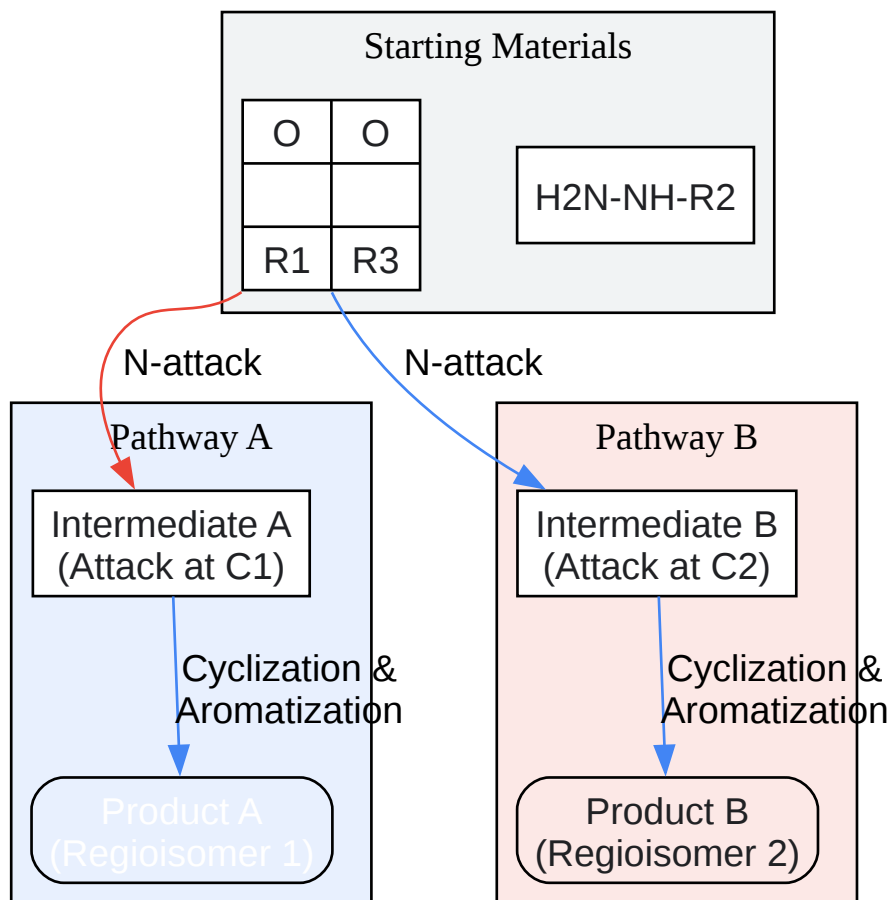 Starting Materials
O O
R1 R3
H2N-NH-R2
N-attack
N-attack
Pathway A
Intermediate A
(Attack at C1)
Cyclization &
Aromatization
Product A
(Regioisomer 1)
Pathway B
Intermediate B
(Attack at C2)
Cyclization &
Aromatization
Product B
(Regioisomer 2)